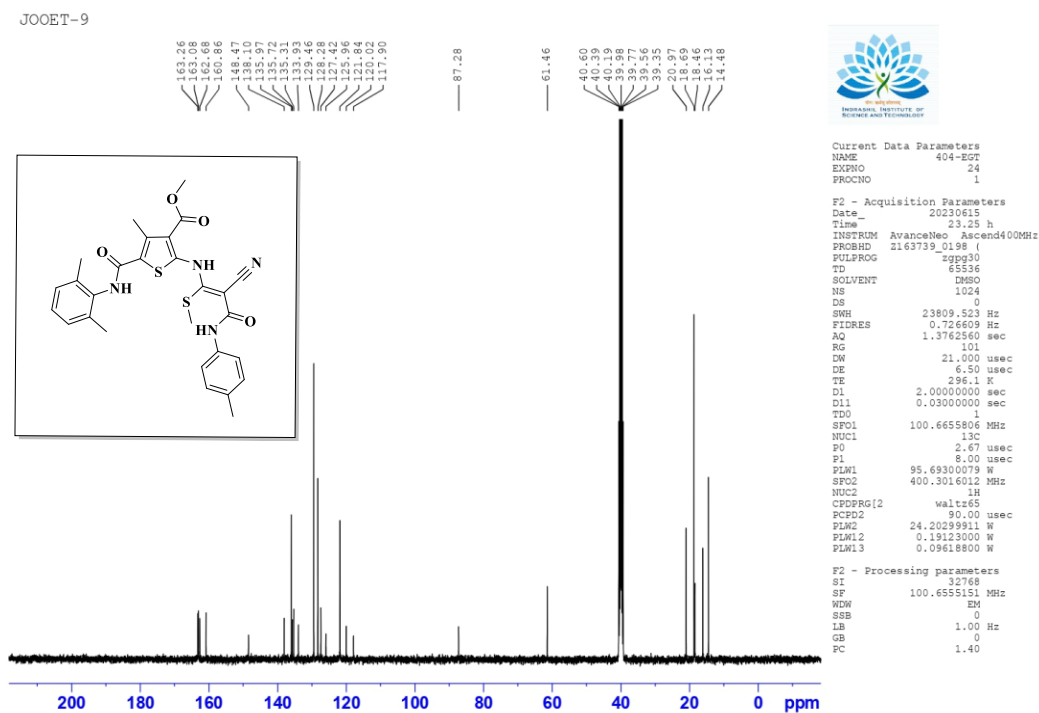 JOOET-9
163.26
163.08
162.68
160.86
148.47
138.10
135.97
135.72
135.31
133.93
129.46
128.28
127.42
125.96
121.84
120.02
117.90
87.28
61.46
40.60
40.39
40.19
39.98
39.77
39.56
39.35
20.97
18.69
18.46
16.13
14.48
INDRASHIL INSTITUTE OF
SCIENCE AND TECHNOLOGY
Current Data Parameters
NAME 404-EGT
EXPNO 24
PROCNO 1
F2 - Acquisition Parameters
Date_ 20230615
Time 23.25 h
INSTRUM AvanceNeo Ascend400MHz
PROBHD Z163739_0198 (
PULPROG zgpg30
TD 65536
SOLVENT DMSO
NS 1024
DS 0
SWH 23809.523 Hz
FIDRES 0.726609 Hz
AQ 1.3762560 sec
RG 101
DW 21.000 usec
DE 6.50 usec
TE 296.1 K
D1 2.00000000 sec
D11 0.03000000 sec
TD0 1
SFO1 100.6655806 MHz
NUC1 13C
P0 2.67 usec
P1 8.00 usec
PLW1 95.69300079 W
SFO2 400.3016012 MHz
NUC2 1H
CPDPRG[2 waltz65
PCPD2 90.00 usec
PLW2 24.20299911 W
PLW12 0.19123000 W
PLW13 0.09618800 W
F2 - Processing parameters
SI 32768
SF 100.6555151 MHz
WDW EM
SSB 0
LB 1.00 Hz
GB 0
PC 1.40
O
O
O
S
NH
NH
N
S
O
HN
200 180 160 140 120 100 80 60 40 20 0 ppm